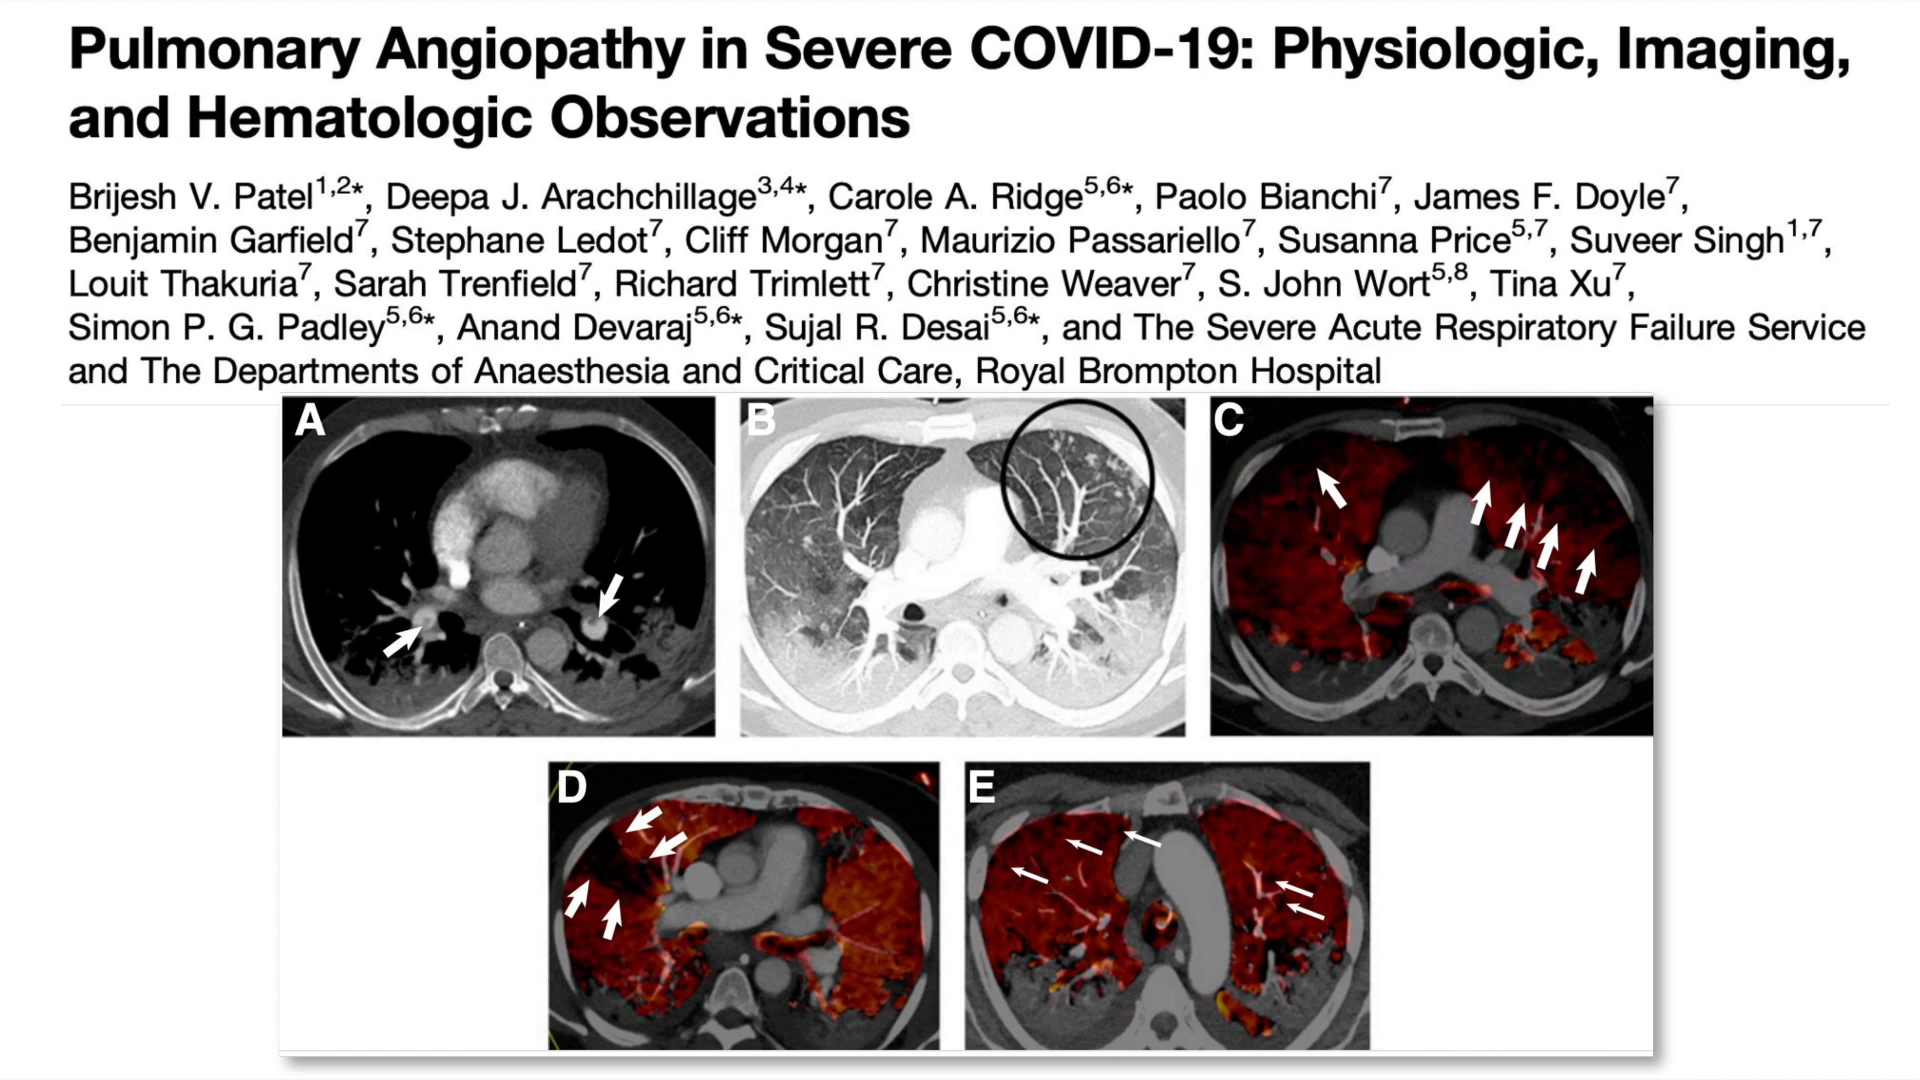 Pulmonary Angiopathy in Severe COVID-19: Physiologic, Imaging,
and Hematologic Observations
Brijesh V. Patel1,2*, Deepa J. Arachchillage3,4*, Carole A. Ridge5,6*, Paolo Bianchi7, James F. Doyle7,
Benjamin Garfield7, Stephane Ledot7, Cliff Morgan7, Maurizio Passariello7, Susanna Price5,7, Suveer Singh1,7,
Louit Thakuria7, Sarah Trenfield7, Richard Trimlett7, Christine Weaver7, S. John Wort5,8, Tina Xu7,
Simon P. G. Padley5,6*, Anand Devaraj5,6*, Sujal R. Desai5,6*, and The Severe Acute Respiratory Failure Service
and The Departments of Anaesthesia and Critical Care, Royal Brompton Hospital
A
B
C
D
E